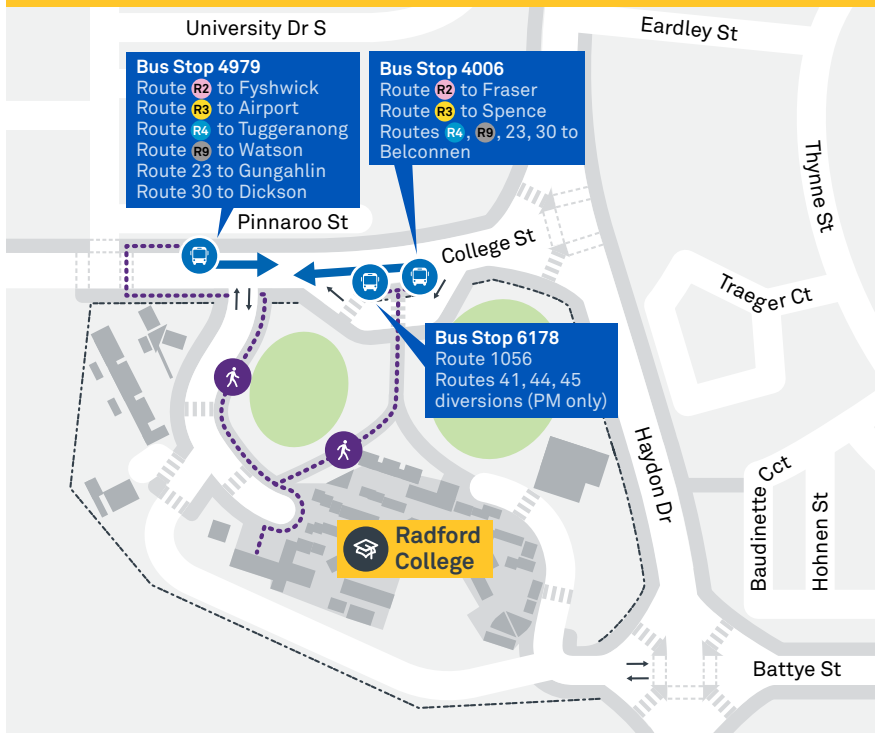 University Dr S
Eardley St
Bus Stop 4979
Route R2 to Fyshwick
Route R3 to Airport
Route R4 to Tuggeranong
Route R9 to Watson
Route 23 to Gungahlin
Route 30 to Dickson
Bus Stop 4006
Route R2 to Fraser
Route R3 to Spence
Routes R4, R9, 23, 30 to
Belconnen
Thynne St
Pinnaroo St
College St
Traeger Ct
Bus Stop 6178
Route 1056
Routes 41, 44, 45
diversions (PM only)
Haydon Dr
Baudinette Cct
Hohnen St
Radford
College
Battye St